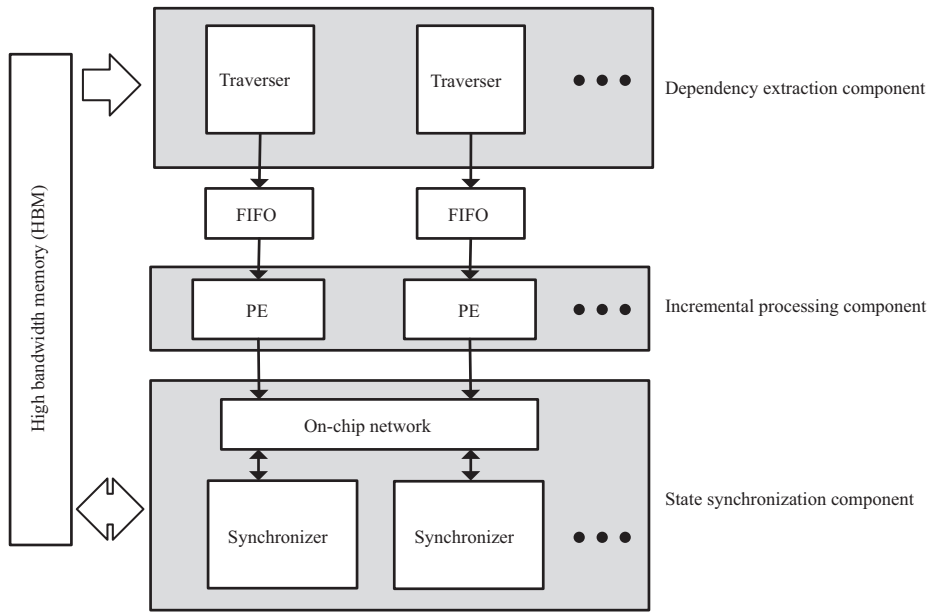 High bandwidth memory (HBM)
Traverser
Traverser
Dependency extraction component
FIFO
FIFO
PE
PE
Incremental processing component
On-chip network
Synchronizer
Synchronizer
State synchronization component